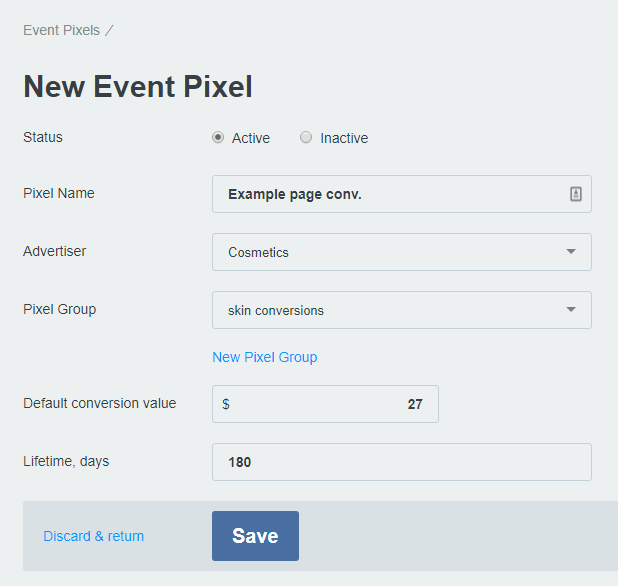 Event Pixels /
New Event Pixel
Status Active Inactive
Pixel Name Example page conv.
Advertiser Cosmetics
Pixel Group skin conversions
New Pixel Group
Default conversion value $ 27
Lifetime, days 180
Discard & return Save